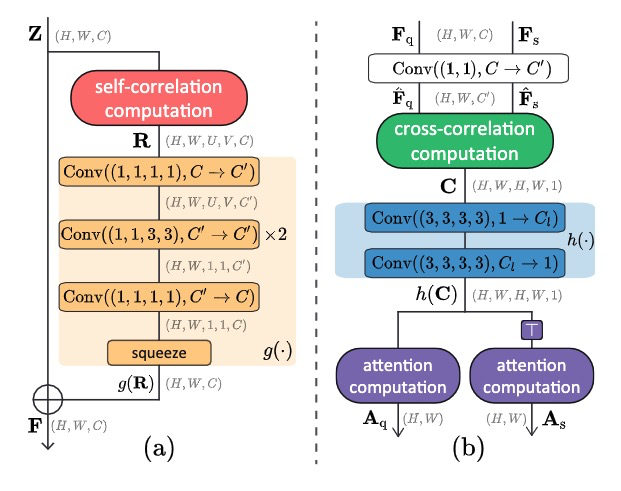 Z (H, W, C)
self-correlation
computation
R (H, W, U, V, C)
Conv((1, 1, 1, 1), C → C′)
(H, W, U, V, C′)
Conv((1, 1, 3, 3), C′ → C′) ×2
(H, W, 1, 1, C′)
Conv((1, 1, 1, 1), C′ → C)
(H, W, 1, 1, C)
squeeze g(·)
g(R) (H, W, C)
F (H, W, C)
(a)
F_q (H, W, C) F_s
Conv((1, 1), C → C′)
F̂_q (H, W, C′) F̂_s
cross-correlation
computation
C (H, W, H, W, 1)
Conv((3, 3, 3, 3), 1 → C_l)
h(·)
Conv((3, 3, 3, 3), C_l → 1)
h(C) (H, W, H, W, 1)
⊤
attention
computation
attention
computation
A_q (H, W) (H, W) A_s
(b)